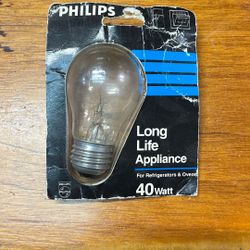 PHILIPS
Long
Life
Appliance
For Refrigerators & Ovens
40 Watt